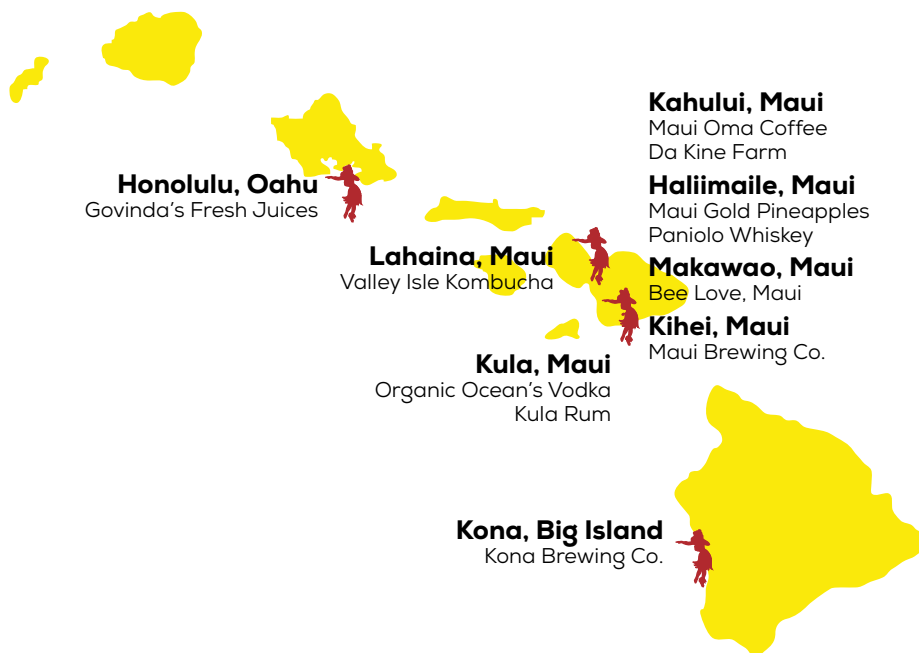 Kahului, Maui
Maui Oma Coffee
Da Kine Farm
Honolulu, Oahu
Govinda’s Fresh Juices
Haliimaile, Maui
Maui Gold Pineapples
Paniolo Whiskey
Lahaina, Maui
Valley Isle Kombucha
Makawao, Maui
Bee Love, Maui
Kihei, Maui
Maui Brewing Co.
Kula, Maui
Organic Ocean’s Vodka
Kula Rum
Kona, Big Island
Kona Brewing Co.